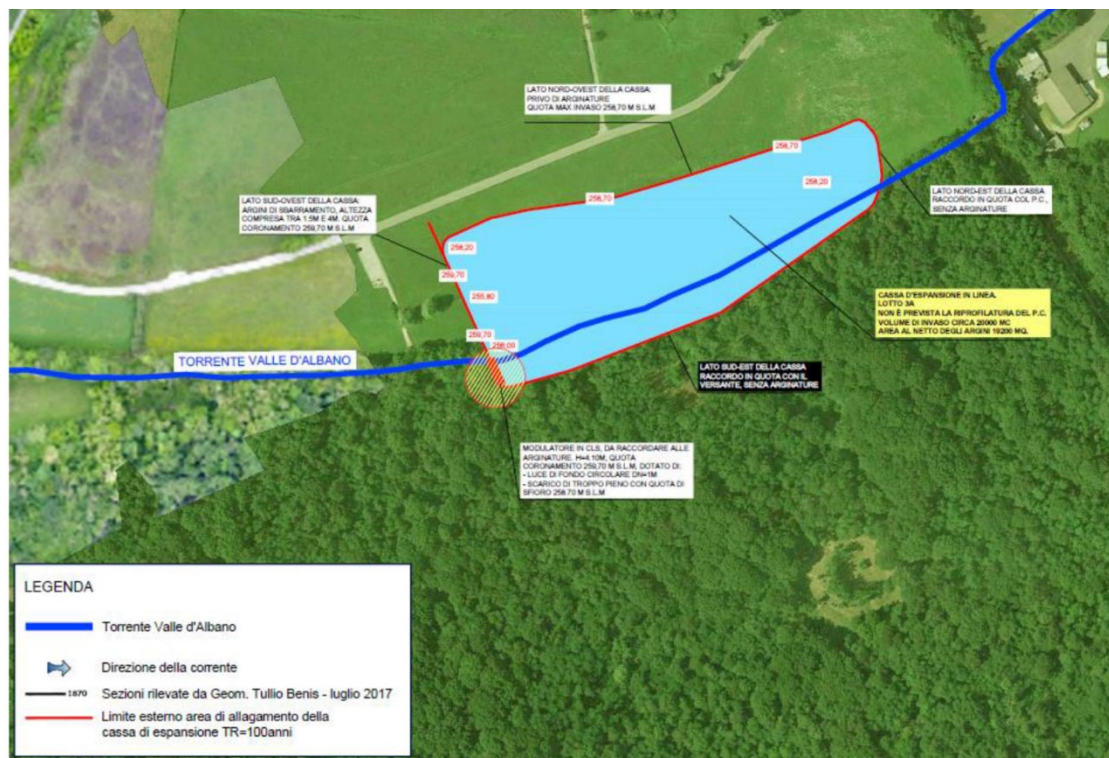 LATO NORD-OVEST DELLA CASSA:
PRIVO DI ARGINATURE
QUOTA MAX INVASO 258,70 M S.L.M
258,70
258,20
LATO SUD-OVEST DELLA CASSA:
ARGINI DI SBARRAMENTO, ALTEZZA
COMPRESA TRA 1.5M E 4M, QUOTA
CORONAMENTO 259,70 M S.L.M
258,70
LATO NORD-EST DELLA CASSA
RACCORDO IN QUOTA COL P.C.,
SENZA ARGINATURE
258,20
259,70
255,80
CASSA D'ESPANSIONE IN LINEA.
LOTTO 3A
NON È PREVISTA LA RIPROFILATURA DEL P.C.
VOLUME DI INVASO CIRCA 20000 MC
AREA AL NETTO DEGLI ARGINI 19200 MQ.
259,70
258,00
TORRENTE VALLE D'ALBANO
LATO SUD-EST DELLA CASSA
RACCORDO IN QUOTA CON IL
VERSANTE, SENZA ARGINATURE
MODULATORE IN CLS, DA RACCORDARE ALLE
ARGINATURE. H=4.10M, QUOTA
CORONAMENTO 259,70 M S.L.M, DOTATO DI:
- LUCE DI FONDO CIRCOLARE DN=1M
- SCARICO DI TROPPO PIENO CON QUOTA DI
SFIORO 258.70 M S.L.M
LEGENDA
Torrente Valle d'Albano
Direzione della corrente
1870 Sezioni rilevate da Geom. Tullio Benis - luglio 2017
Limite esterno area di allagamento della
cassa di espansione TR=100anni